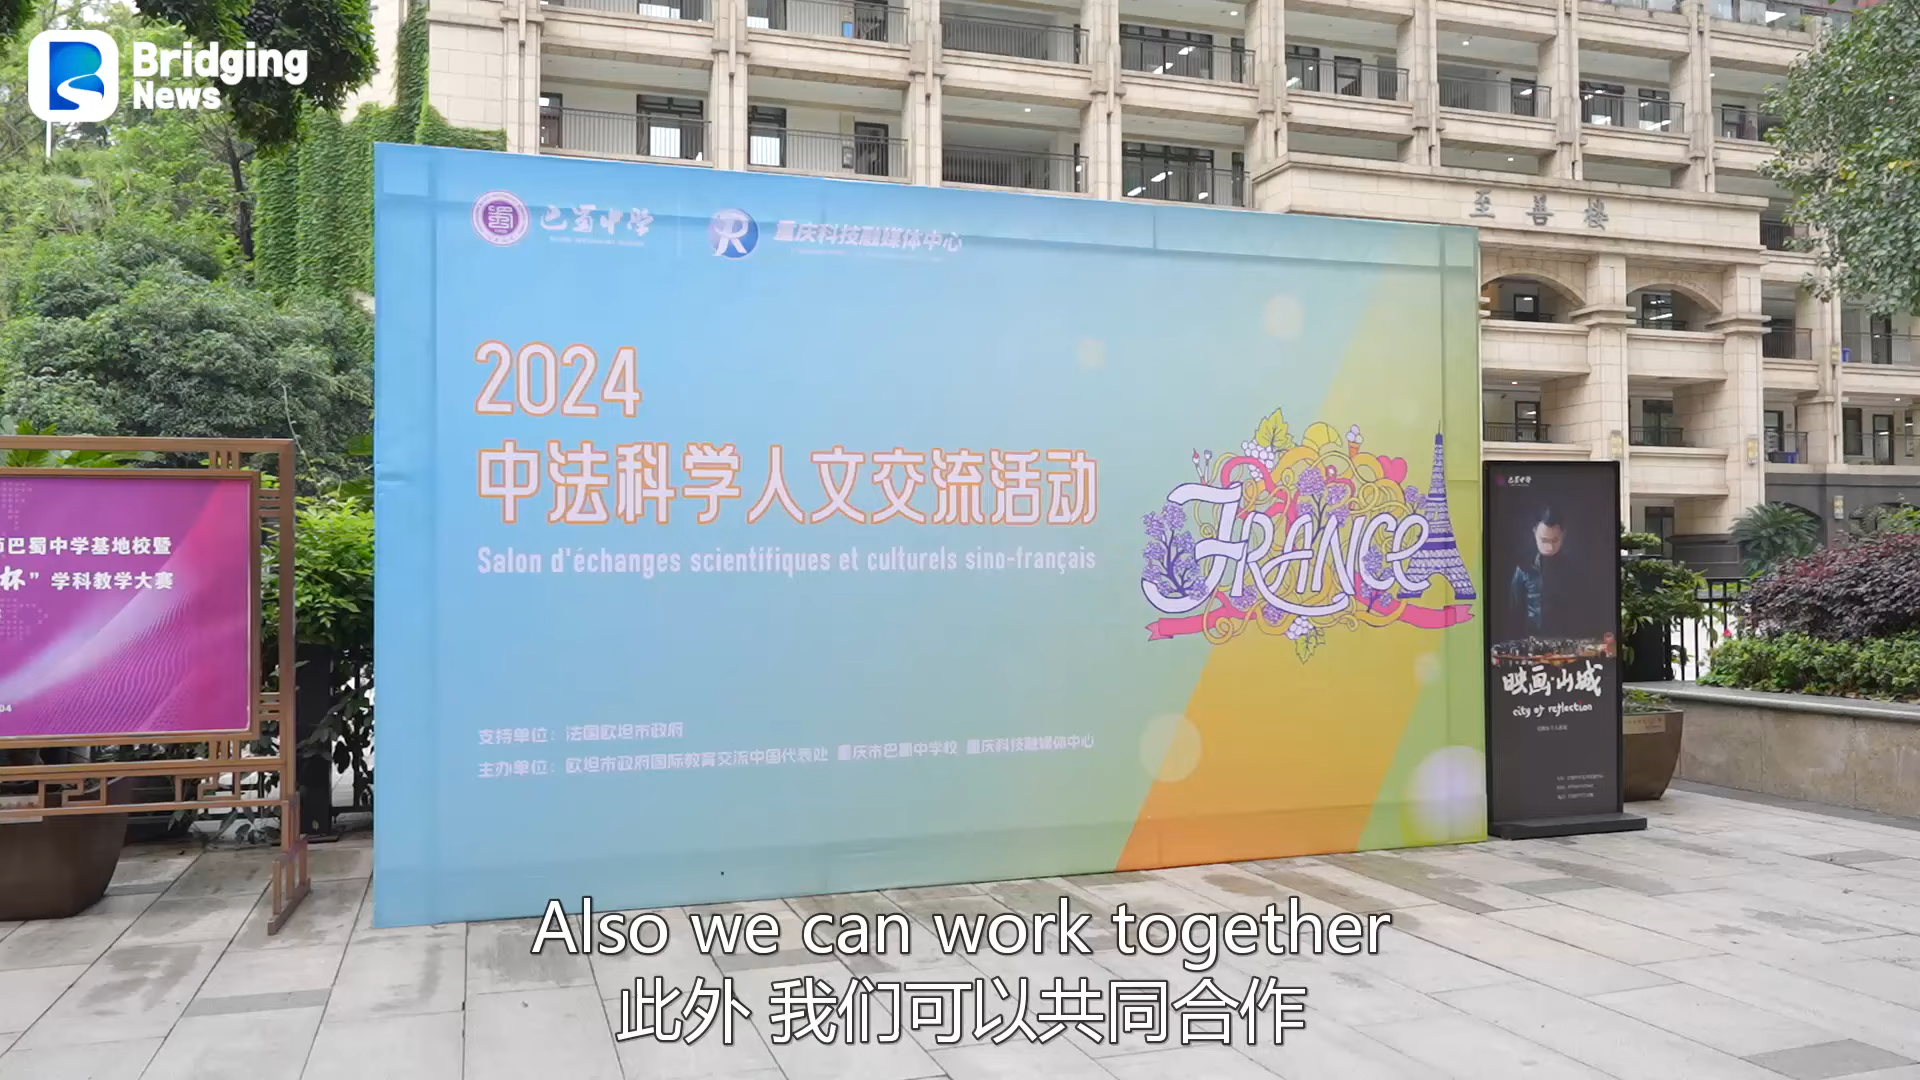 Bridging
News
巴蜀中学
重庆科技融媒体中心
至善楼
2024
中法科学人文交流活动
Salon d'échanges scientifiques et culturels sino-français
FRANCE
支持单位：法国欧坦市政府
主办单位：欧坦市政府国际教育交流中国代表处 重庆市巴蜀中学校 重庆科技融媒体中心
市巴蜀中学基地校暨
杯”学科教学大赛
04
巴蜀中学
映画·山城
city of reflection
Also we can work together
此外 我们可以共同合作